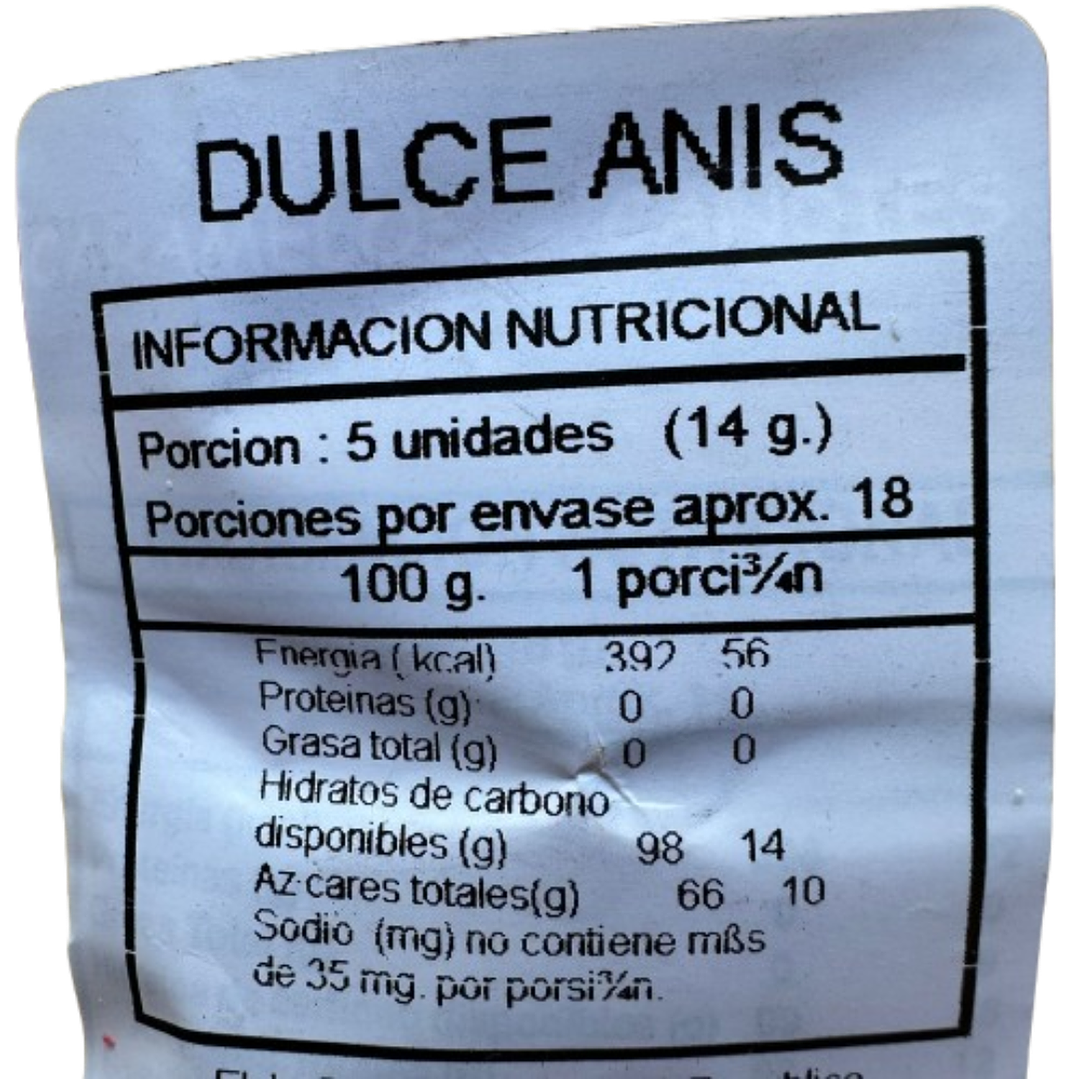 DULCE ANIS
INFORMACION NUTRICIONAL
Porcion : 5 unidades (14 g.)
Porciones por envase aprox. 18
100 g. 1 porci¾n
Energia ( kcal) 392 56
Proteinas (g) 0 0
Grasa total (g) 0 0
Hidratos de carbono
disponibles (g) 98 14
Az·cares totales(g) 66 10
Sodio (mg) no contiene mßs
de 35 mg. por porsi¾n.